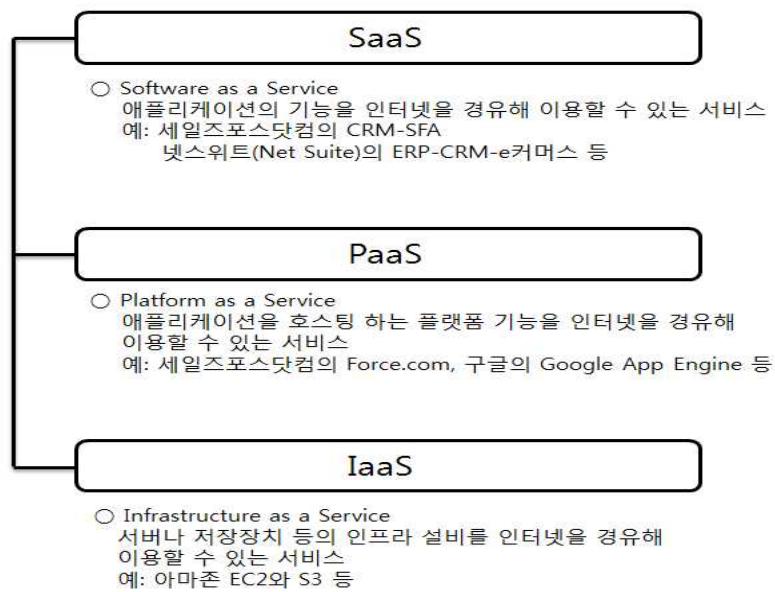 SaaS
○ Software as a Service
애플리케이션의 기능을 인터넷을 경유해 이용할 수 있는 서비스
예: 세일즈포스닷컴의 CRM-SFA
넷스위트(Net Suite)의 ERP-CRM-e커머스 등
PaaS
○ Platform as a Service
애플리케이션을 호스팅 하는 플랫폼 기능을 인터넷을 경유해
이용할 수 있는 서비스
예: 세일즈포스닷컴의 Force.com, 구글의 Google App Engine 등
IaaS
○ Infrastructure as a Service
서버나 저장장치 등의 인프라 설비를 인터넷을 경유해
이용할 수 있는 서비스
예: 아마존 EC2와 S3 등